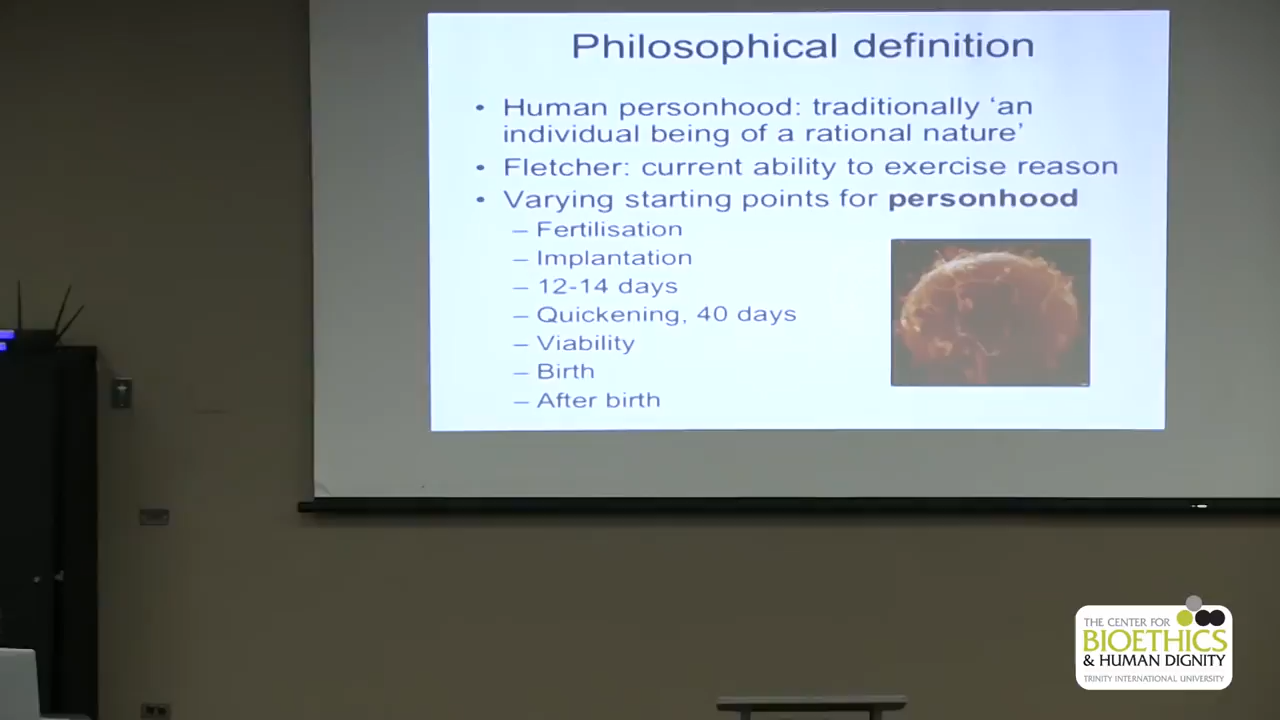 Philosophical definition
• Human personhood: traditionally ‘an
individual being of a rational nature’
• Fletcher: current ability to exercise reason
• Varying starting points for personhood
– Fertilisation
– Implantation
– 12-14 days
– Quickening, 40 days
– Viability
– Birth
– After birth
THE CENTER FOR
BIOETHICS
& HUMAN DIGNITY
TRINITY INTERNATIONAL UNIVERSITY